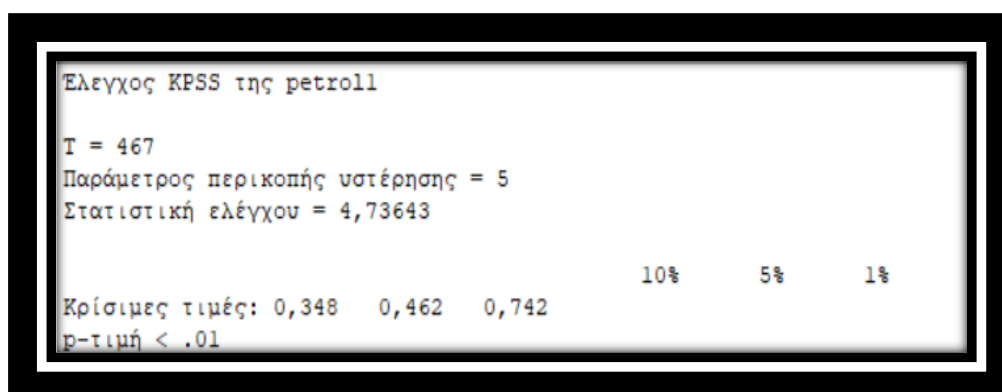 Έλεγχος KPSS της petroll
T = 467
Παράμετρος περικοπής υστέρησης = 5
Στατιστική ελέγχου = 4,73643
10% 5% 1%
Κρίσιμες τιμές: 0,348 0,462 0,742
p-τιμή < .01